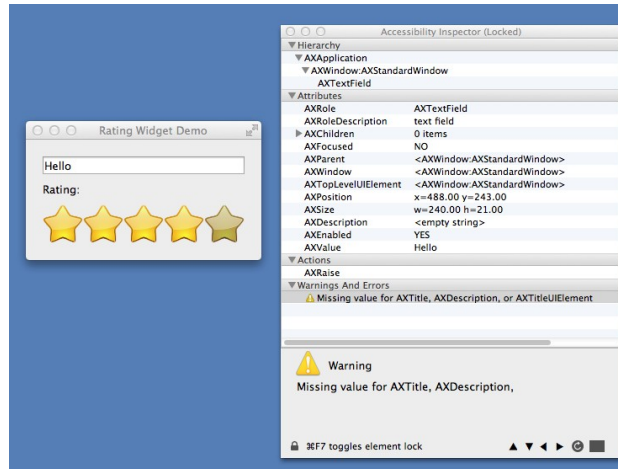 Rating Widget Demo
Hello
Rating:
Accessibility Inspector (Locked)
Hierarchy
AXApplication
AXWindow:AXStandardWindow
AXTextField
Attributes
AXRole AXTextField
AXRoleDescription text field
AXChildren 0 items
AXFocused NO
AXParent <AXWindow:AXStandardWindow>
AXWindow <AXWindow:AXStandardWindow>
AXTopLevelUIElement <AXWindow:AXStandardWindow>
AXPosition x=488.00 y=243.00
AXSize w=240.00 h=21.00
AXDescription <empty string>
AXEnabled YES
AXValue Hello
Actions
AXRaise
Warnings And Errors
Missing value for AXTitle, AXDescription, or AXTitleUIElement
Warning
Missing value for AXTitle, AXDescription,
⌘F7 toggles element lock